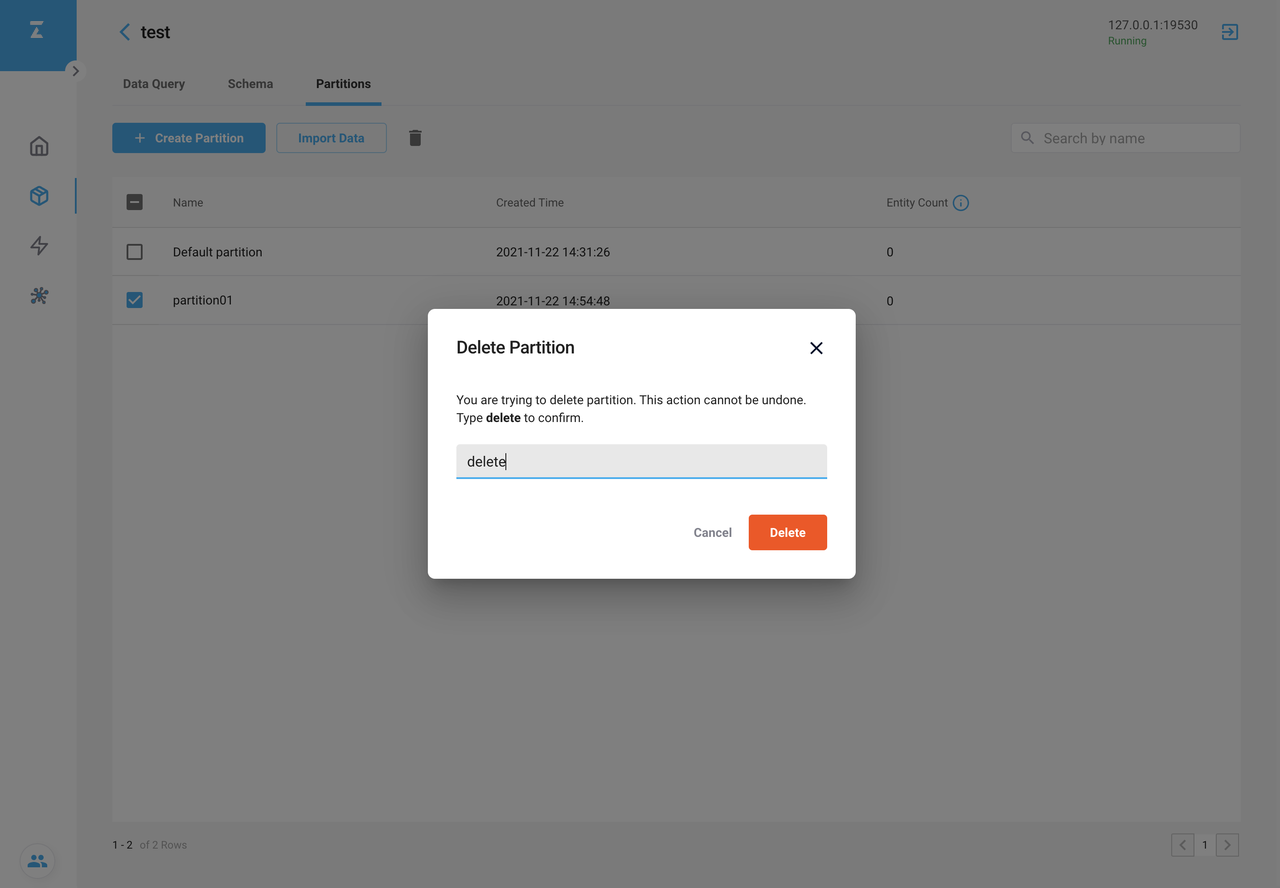 test
127.0.0.1:19530
Running
Data Query Schema Partitions
Create Partition Import Data Search by name
Name Created Time Entity Count
Default partition 2021-11-22 14:31:26 0
partition01 2021-11-22 14:54:48 0
Delete Partition
You are trying to delete partition. This action cannot be undone.
Type delete to confirm.
delete
Cancel Delete
1 - 2 of 2 Rows 1